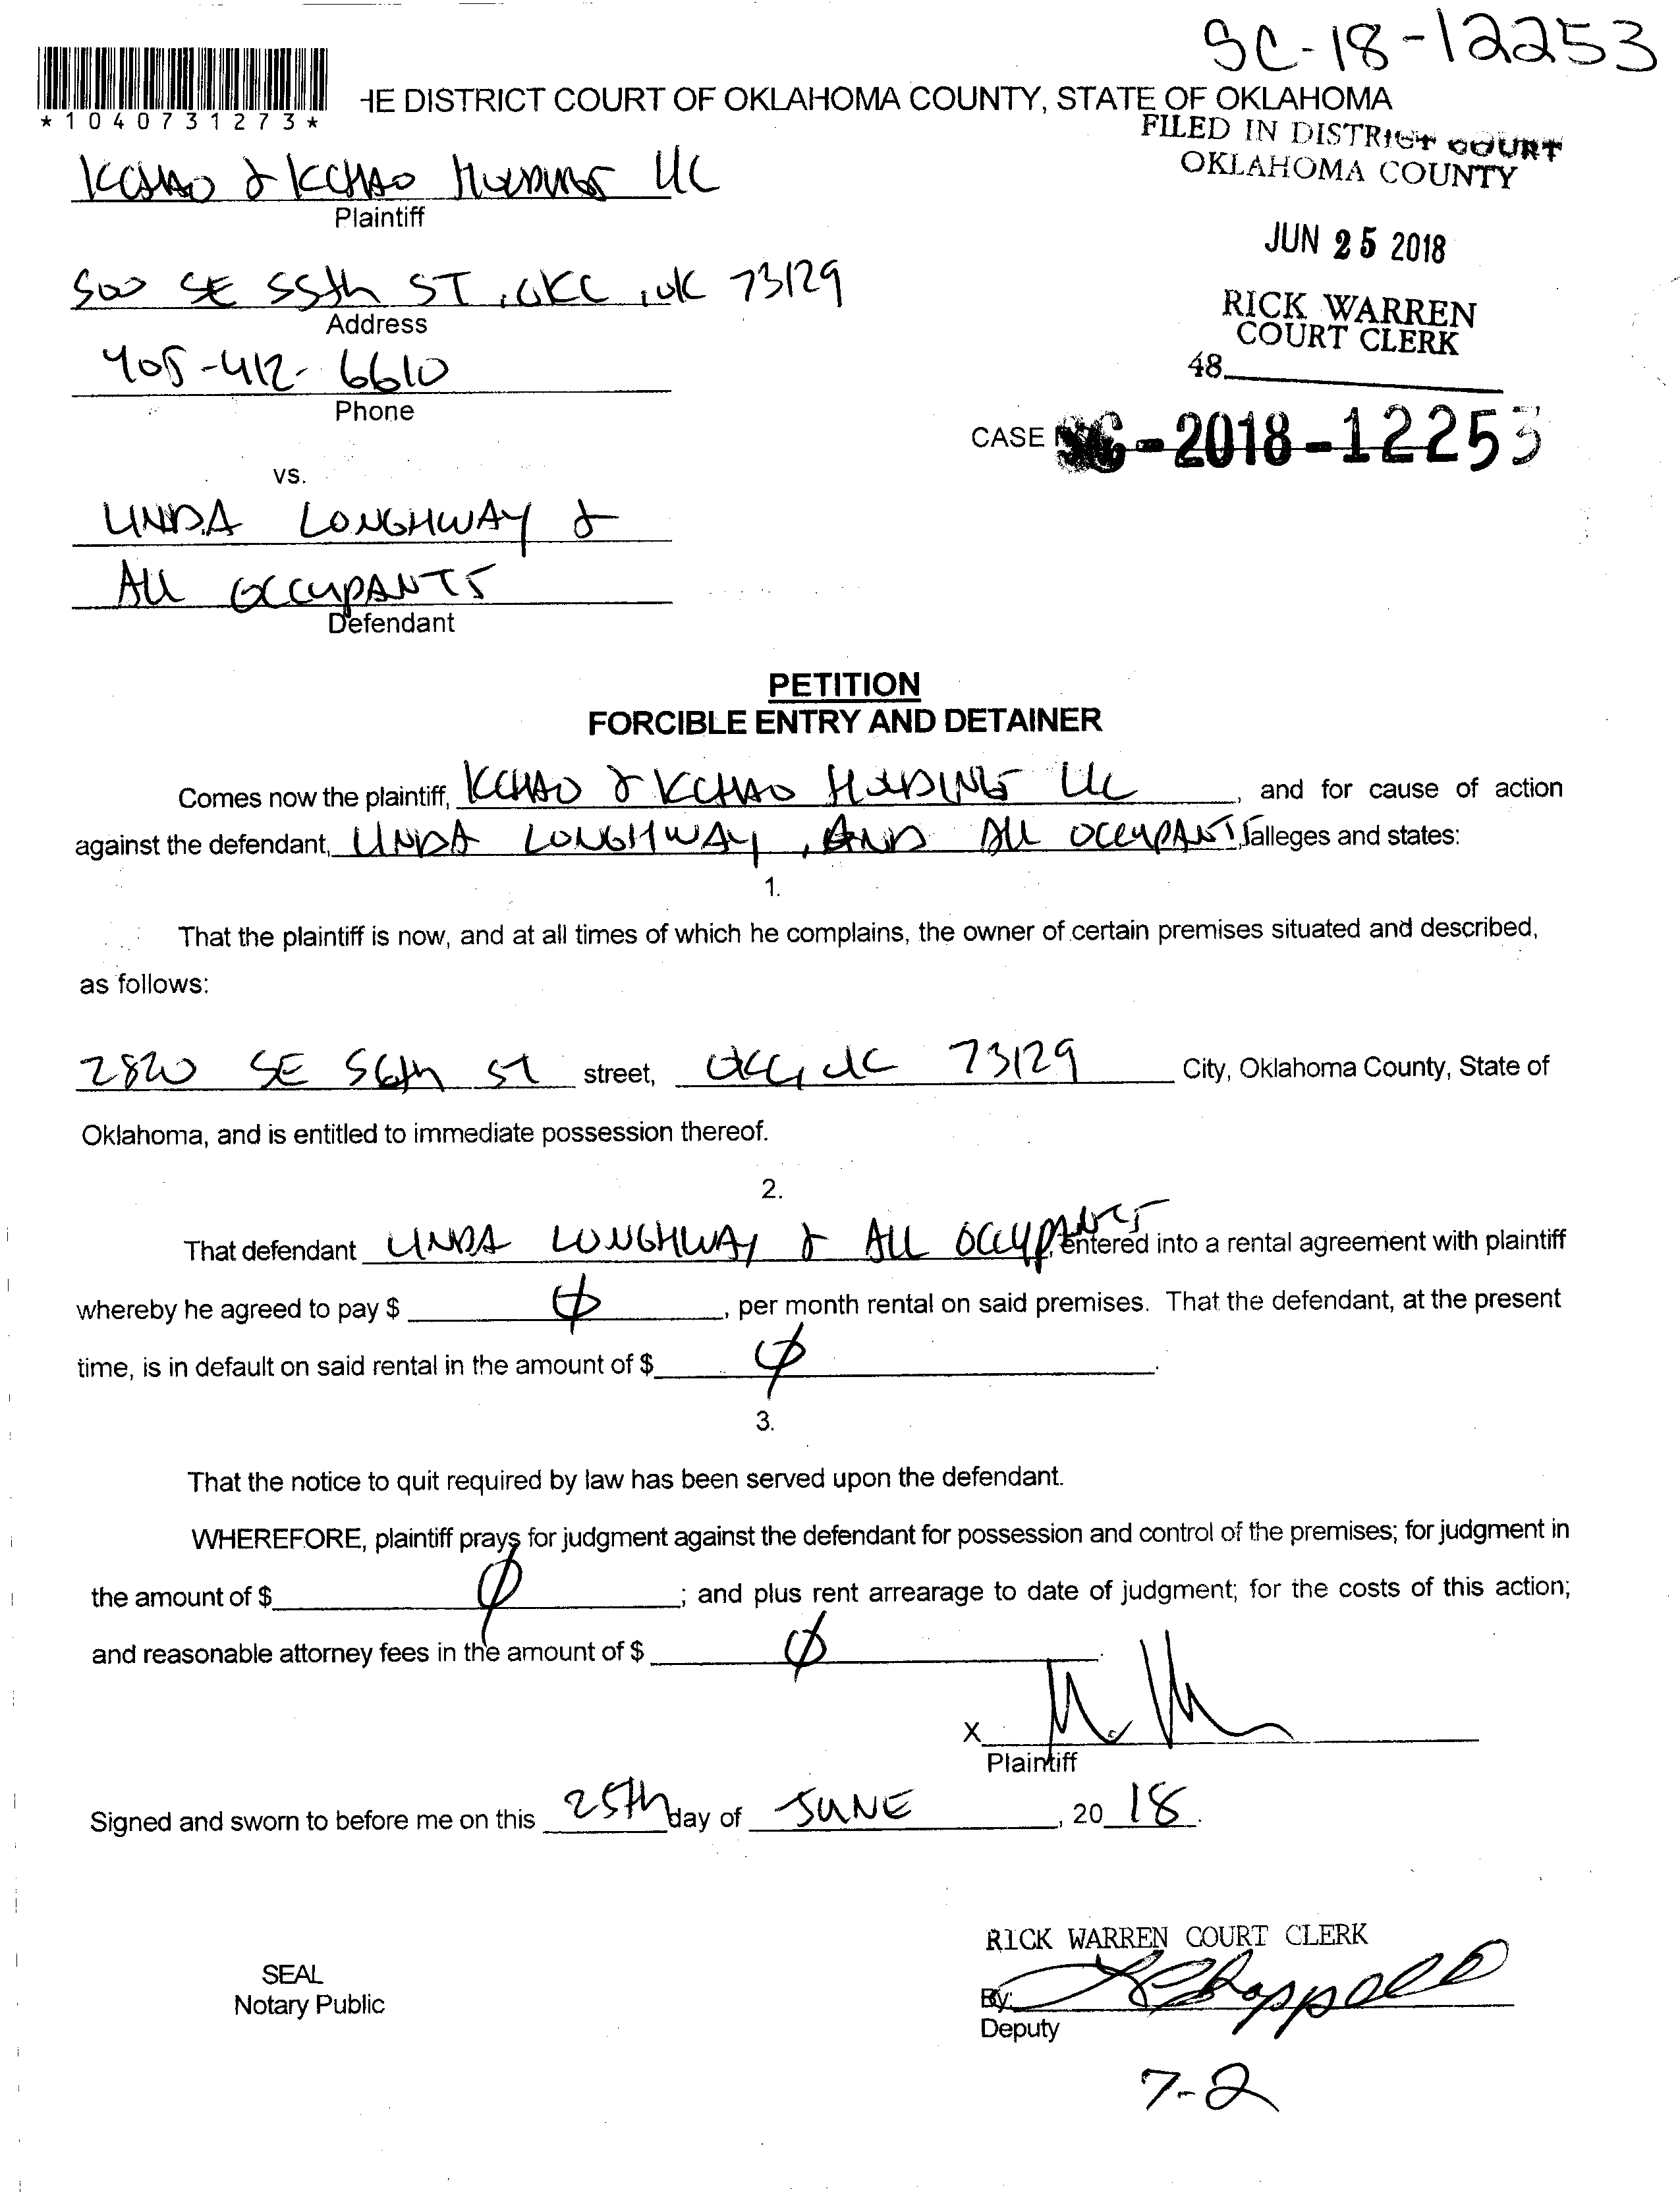 SC-18-12253
*1040731273*
HE DISTRICT COURT OF OKLAHOMA COUNTY, STATE OF OKLAHOMA
FILED IN DISTRICT COURT
OKLAHOMA COUNTY
KCHAO & KCHAO HOLDINGS LLC
Plaintiff
JUN 25 2018
500 SE 55th ST, OKC, OK 73129
Address
RICK WARREN
COURT CLERK
405-412-6610
48
Phone
CASE SC-2018-12253
vs.
LINDA LONGHWAY &
ALL OCCUPANTS
Defendant
PETITION
FORCIBLE ENTRY AND DETAINER
Comes now the plaintiff, KCHAO & KCHAO HOLDING LLC, and for cause of action
against the defendant, LINDA LONGHWAY, AND ALL OCCUPANTS alleges and states:
1.
That the plaintiff is now, and at all times of which he complains, the owner of certain premises situated and described,
as follows:
2820 SE 56th ST street, OKC, OK 73129 City, Oklahoma County, State of
Oklahoma, and is entitled to immediate possession thereof.
2.
That defendant LINDA LONGHWAY & ALL OCCUPANTS, entered into a rental agreement with plaintiff
whereby he agreed to pay $ Ø, per month rental on said premises. That the defendant, at the present
time, is in default on said rental in the amount of $ Ø.
3.
That the notice to quit required by law has been served upon the defendant.
WHEREFORE, plaintiff prays for judgment against the defendant for possession and control of the premises; for judgment in
the amount of $ Ø; and plus rent arrearage to date of judgment; for the costs of this action;
and reasonable attorney fees in the amount of $ Ø.
X
Plaintiff
Signed and sworn to before me on this 25th day of JUNE, 2018.
RICK WARREN COURT CLERK
SEAL
Notary Public
By: Chappell
Deputy
7-2